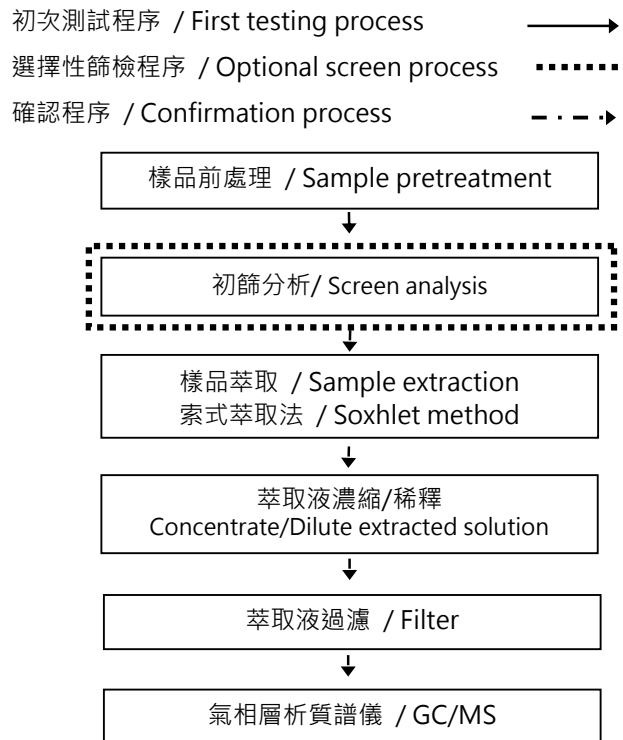 初次測試程序 / First testing process
選擇性篩檢程序 / Optional screen process
確認程序 / Confirmation process
樣品前處理 / Sample pretreatment
初篩分析/ Screen analysis
樣品萃取 / Sample extraction
索式萃取法 / Soxhlet method
萃取液濃縮/稀釋
Concentrate/Dilute extracted solution
萃取液過濾 / Filter
氣相層析質譜儀 / GC/MS